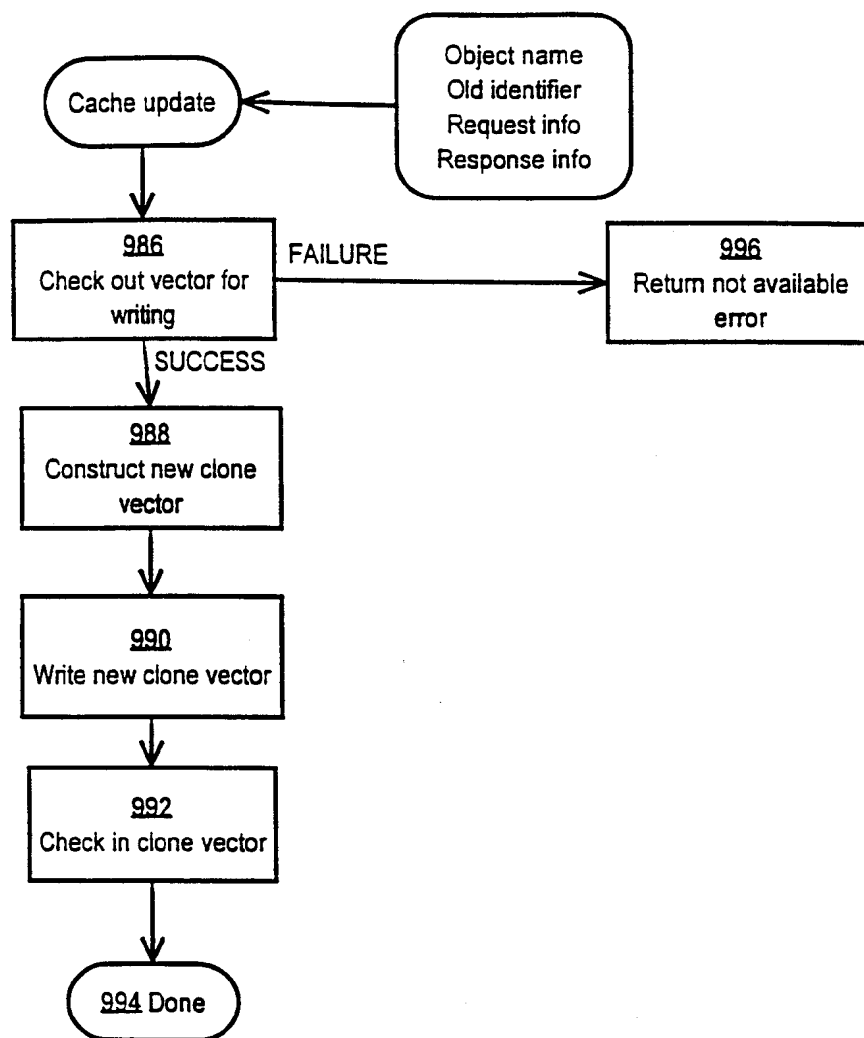 Object name
Old identifier
Request info
Response info
Cache update
986
Check out vector for
writing
FAILURE
996
Return not available
error
SUCCESS
988
Construct new clone
vector
990
Write new clone vector
992
Check in clone vector
994 Done